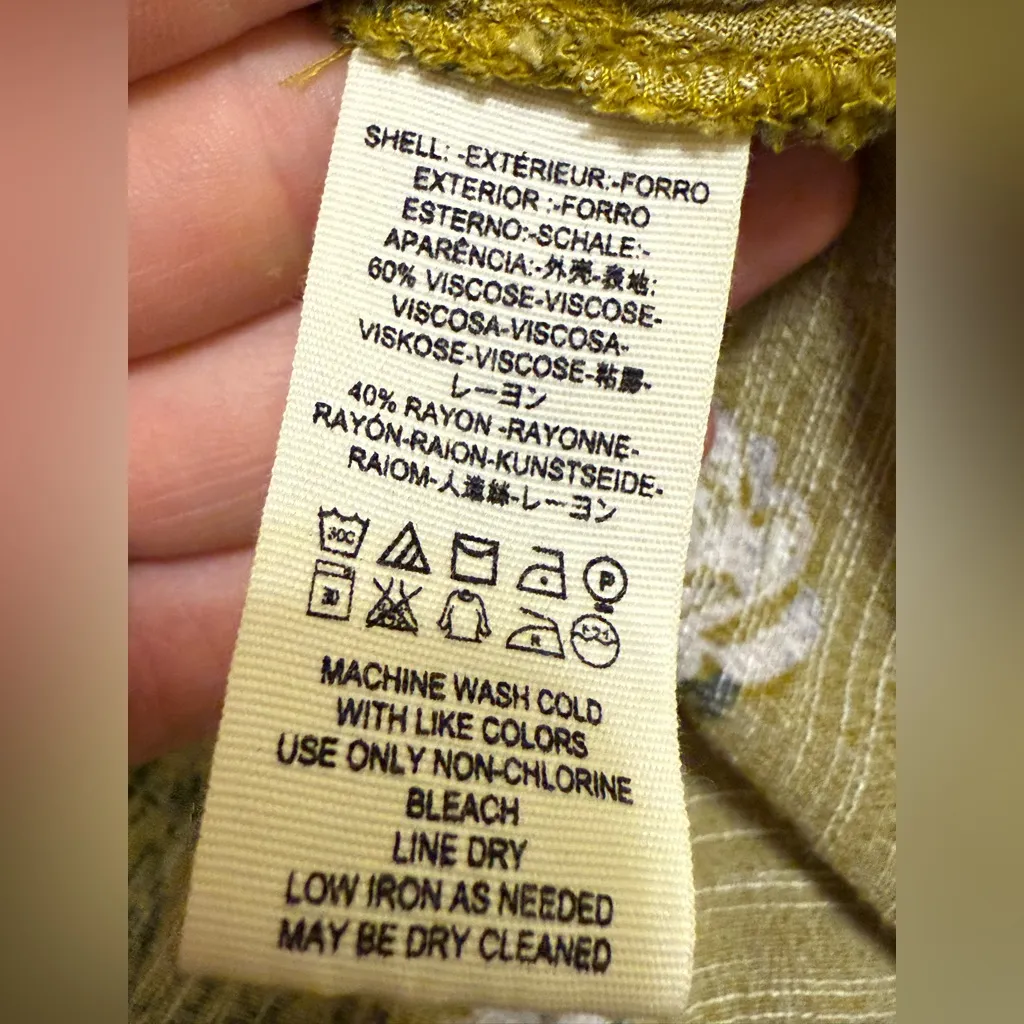 SHELL: -EXTÉRIEUR:-FORRO
EXTERIOR :-FORRO
ESTERNO:-SCHALE:-
APARÊNCIA:-外壳-表地:
60% VISCOSE-VISCOSE-
VISCOSA-VISCOSA-
VISKOSE-VISCOSE-粘膠-
レーヨン
40% RAYON -RAYONNE-
RAYÓN-RAION-KUNSTSEIDE-
RAIOM-人造絲-レーヨン
30C
P
30
MACHINE WASH COLD
WITH LIKE COLORS
USE ONLY NON-CHLORINE
BLEACH
LINE DRY
LOW IRON AS NEEDED
MAY BE DRY CLEANED